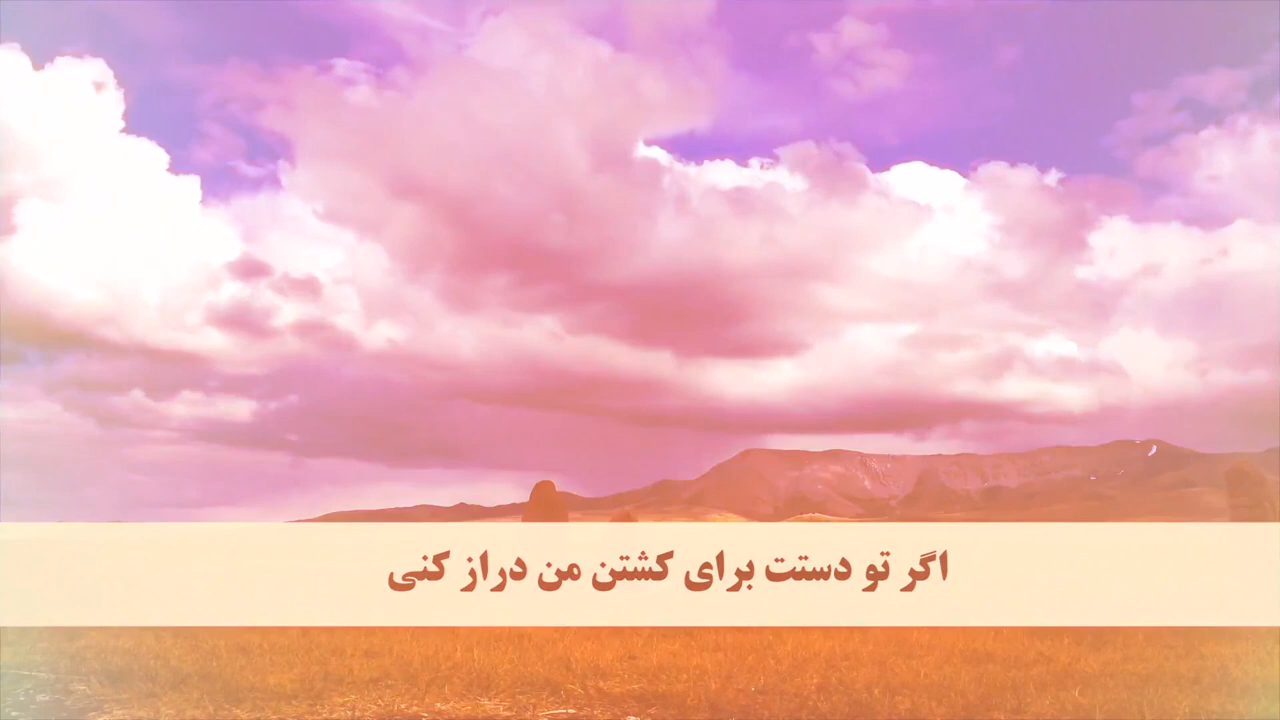 اگر تو دستت برای کشتن من دراز کنی